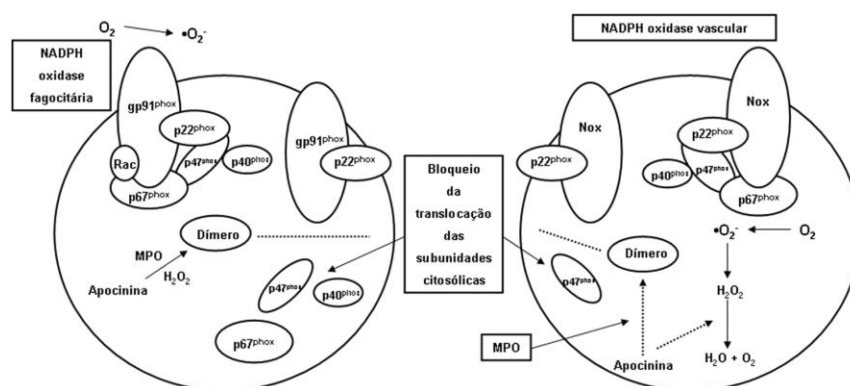 O₂ •O₂⁻
NADPH
oxidase
fagocitária
gp91phox
p22phox
Rac
p47phox
p40phox
p67phox
gp91phox
p22phox
Dímero
MPO
H₂O₂
Apocinina
p47phox
p40phox
p67phox
Bloqueio
da
translocação
das
subunidades
citosólicas
NADPH oxidase vascular
Nox
p22phox
Nox
p22phox
p40phox
p47phox
p67phox
•O₂⁻ O₂
Dímero
p47phox
H₂O₂
MPO
Apocinina
H₂O + O₂